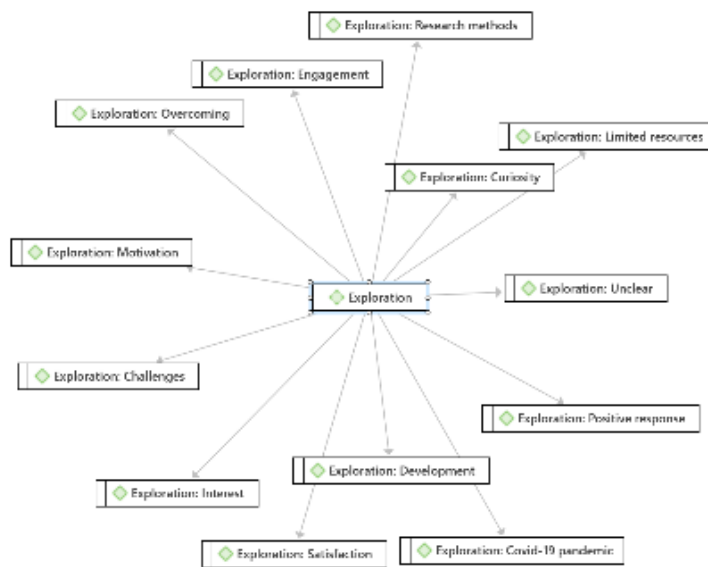 Exploration: Research methods
Exploration: Engagement
Exploration: Overcoming
Exploration: Limited resources
Exploration: Curiosity
Exploration: Motivation
Exploration: Unclear
Exploration
Exploration: Challenges
Exploration: Positive response
Exploration: Development
Exploration: Interest
Exploration: Satisfaction
Exploration: Covid-19 pandemic